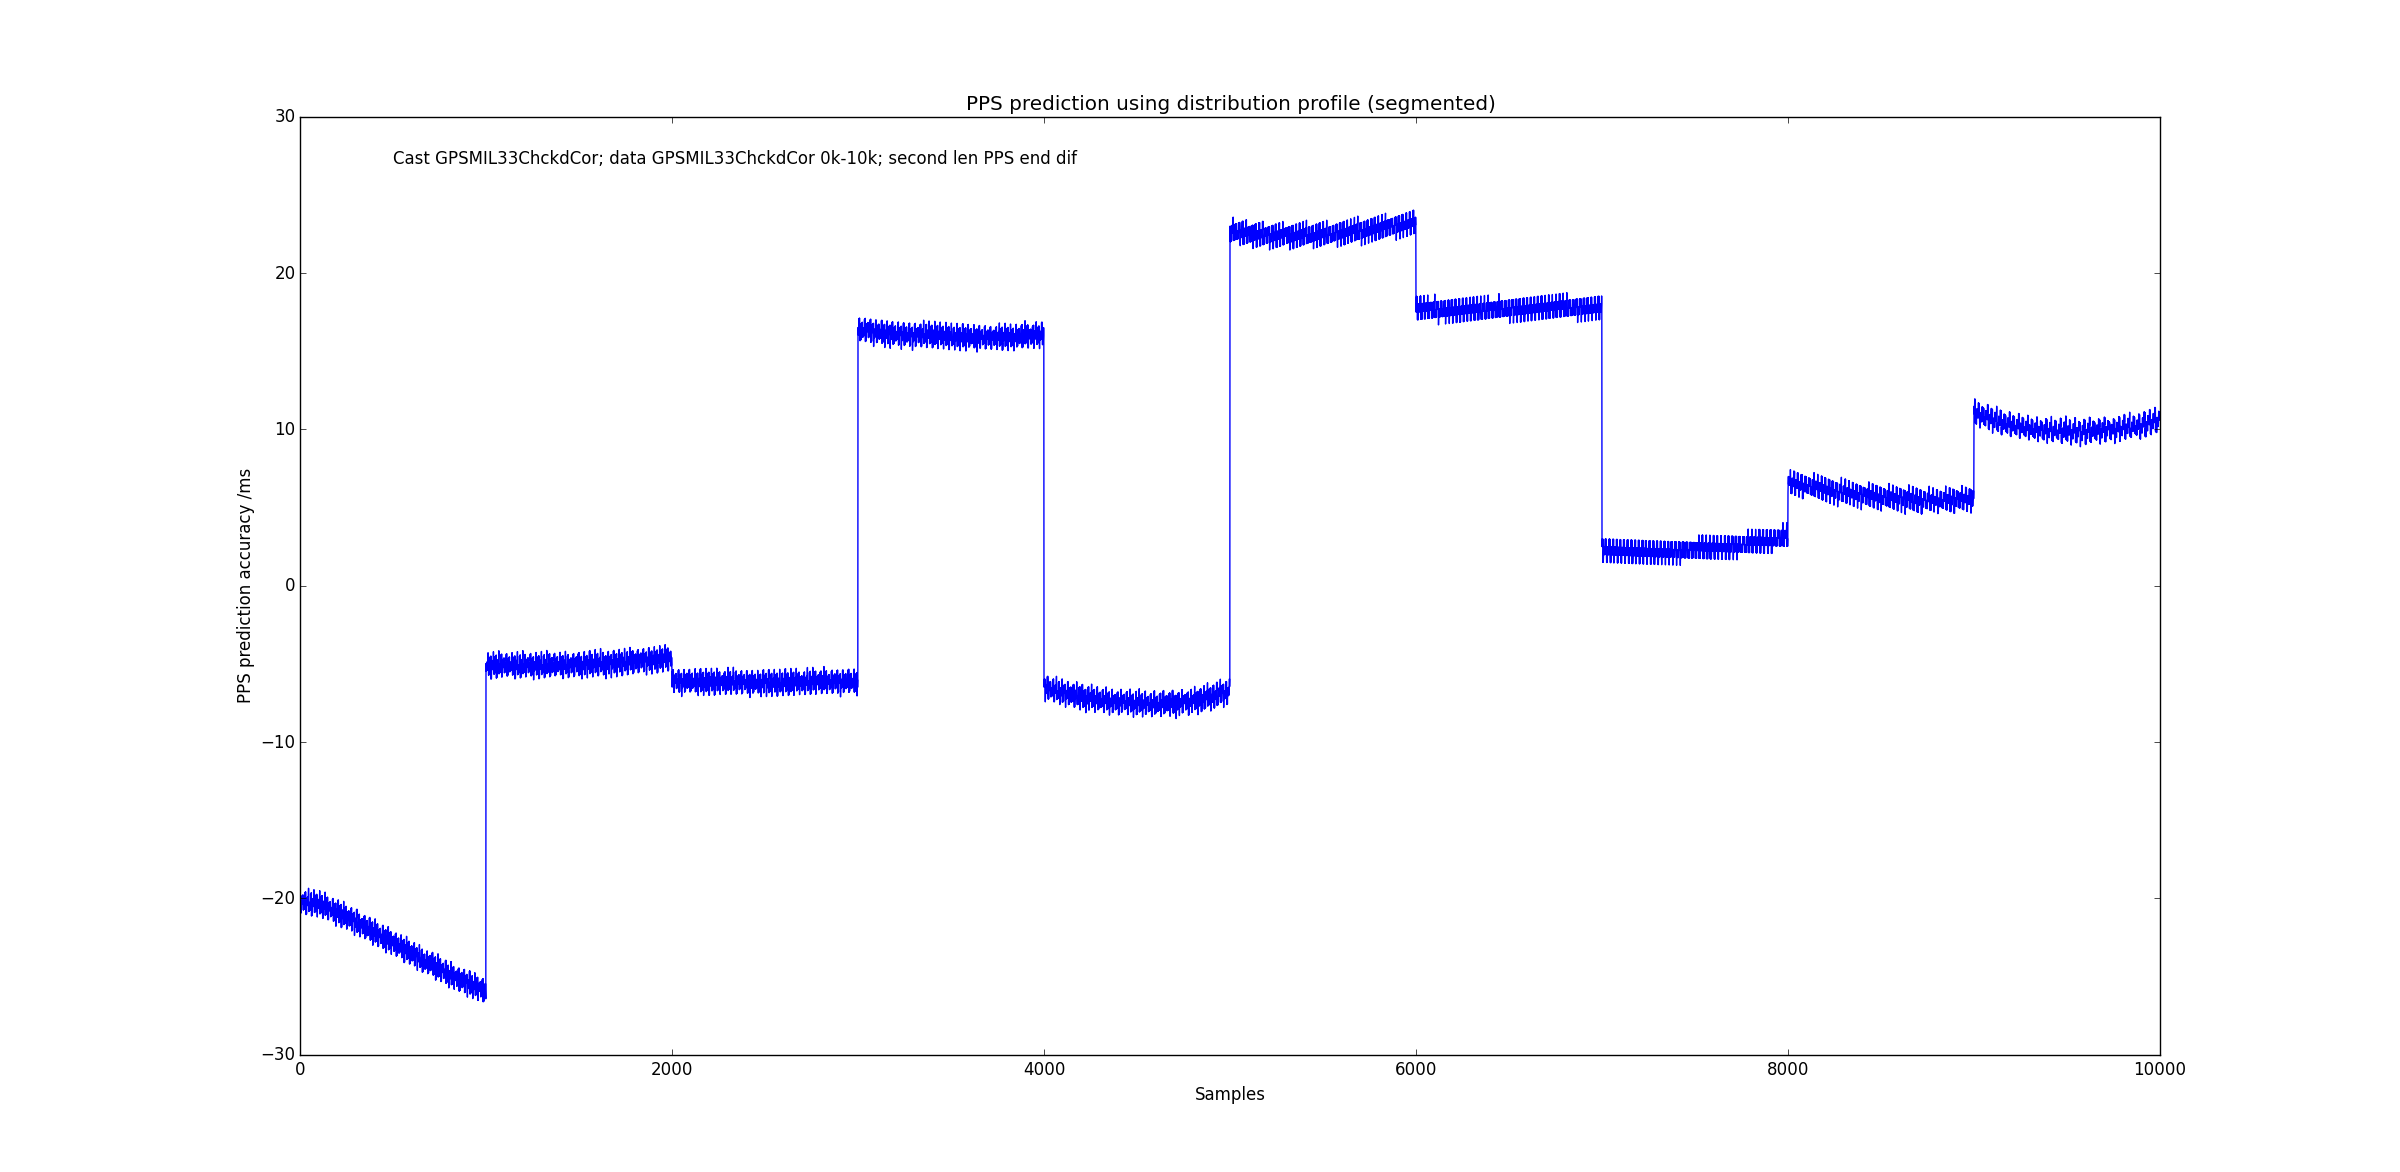 PPS prediction using distribution profile (segmented)
30
Cast GPSMIL33ChckdCor; data GPSMIL33ChckdCor 0k-10k; second len PPS end dif
20
10
PPS prediction accuracy /ms
0
−10
−20
−30
0 2000 4000 6000 8000 10000
Samples